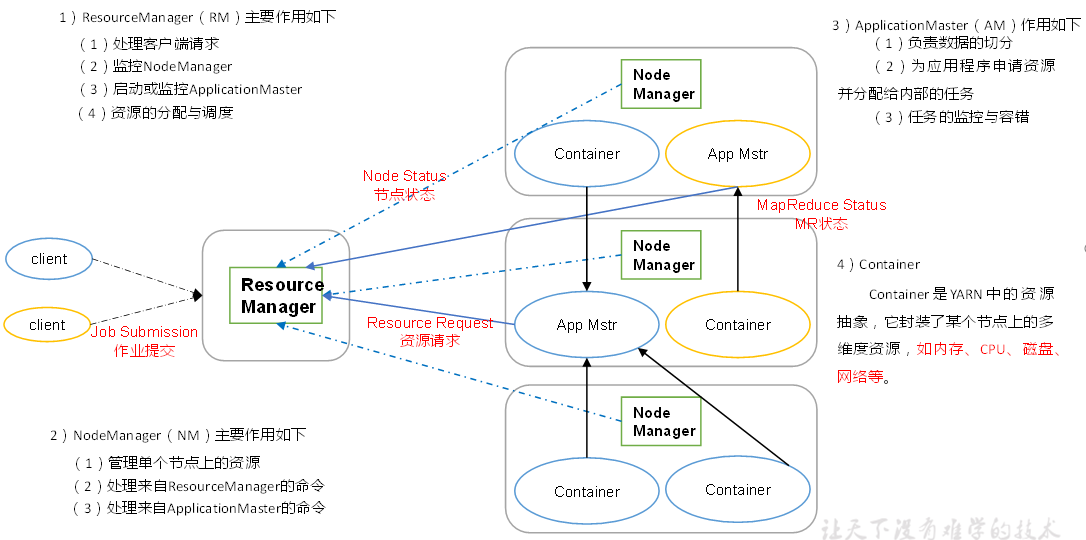 1）ResourceManager（RM）主要作用如下
（1）处理客户端请求
（2）监控NodeManager
（3）启动或监控ApplicationMaster
（4）资源的分配与调度
3）ApplicationMaster（AM）作用如下
（1）负责数据的切分
（2）为应用程序申请资源
并分配给内部的任务
（3）任务的监控与容错
Node
Manager
Container
App Mstr
Node Status
节点状态
MapReduce Status
MR状态
client
client
Job Submission
作业提交
Resource
Manager
Resource Request
资源请求
Node
Manager
App Mstr
Container
4）Container
Container是YARN中的资源
抽象，它封装了某个节点上的多
维度资源，如内存、CPU、磁盘、
网络等。
Node
Manager
Container
Container
2）NodeManager（NM）主要作用如下
（1）管理单个节点上的资源
（2）处理来自ResourceManager的命令
（3）处理来自ApplicationMaster的命令
让天下没有难学的技术